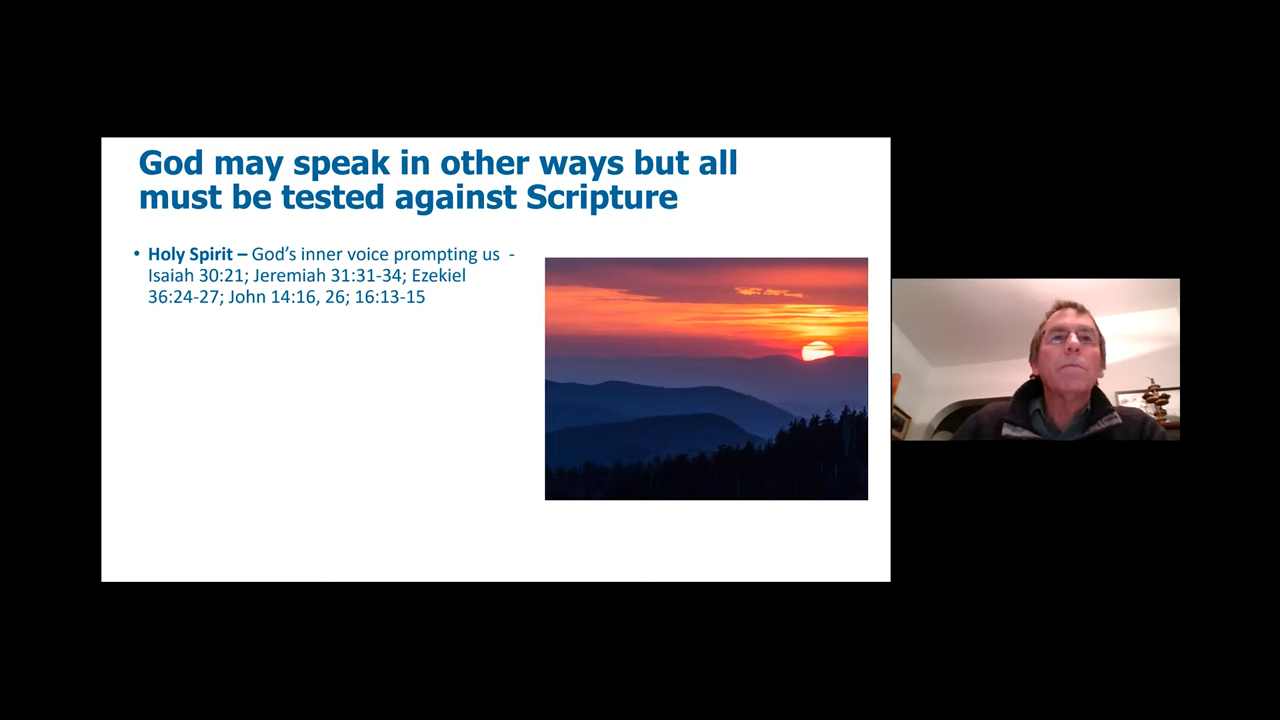 God may speak in other ways but all
must be tested against Scripture
• Holy Spirit – God’s inner voice prompting us  -
Isaiah 30:21; Jeremiah 31:31-34; Ezekiel
36:24-27; John 14:16, 26; 16:13-15